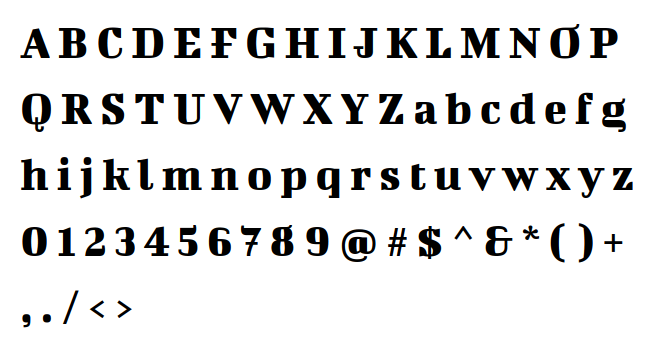 A B C D E F G H I J K L M N O P
Q R S T U V W X Y Z a b c d e f g
h i j k l m n o p q r s t u v w x y z
0 1 2 3 4 5 6 7 8 9 @ # $ ^ & * ( ) +
, . / < >